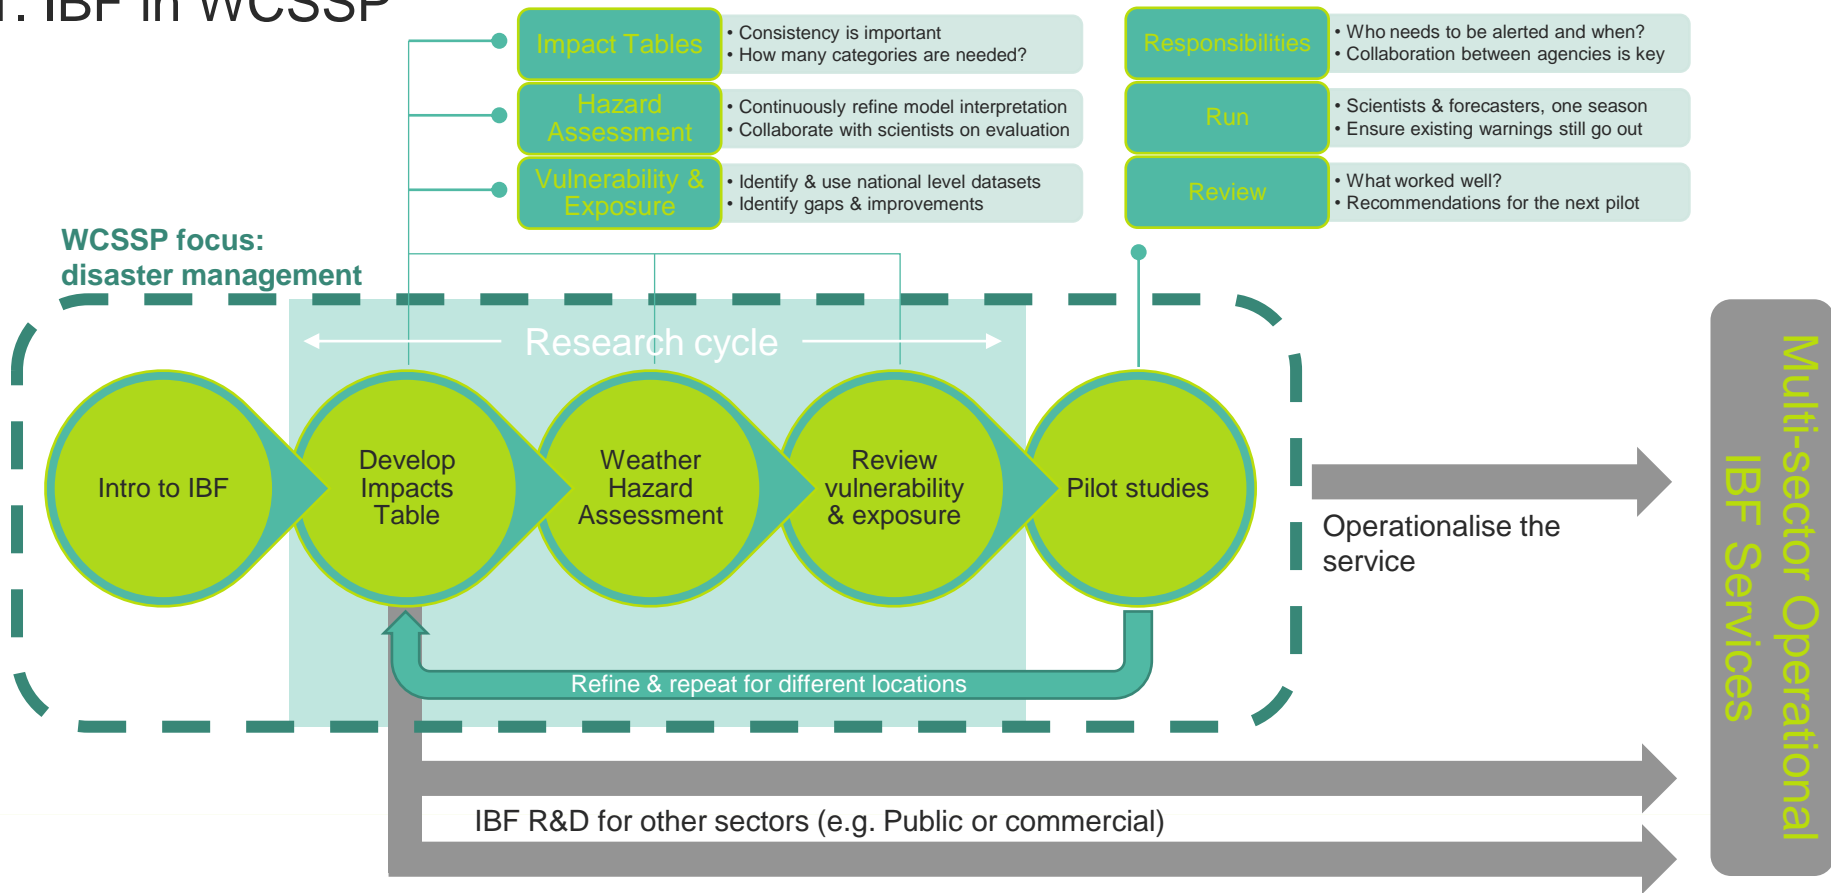 1. IBF in WCSSP
Impact Tables
• Consistency is important
• How many categories are needed?
Hazard
Assessment
• Continuously refine model interpretation
• Collaborate with scientists on evaluation
Vulnerability &
Exposure
• Identify & use national level datasets
• Identify gaps & improvements
Responsibilities
• Who needs to be alerted and when?
• Collaboration between agencies is key
Run
• Scientists & forecasters, one season
• Ensure existing warnings still go out
Review
• What worked well?
• Recommendations for the next pilot
WCSSP focus:
disaster management
Research cycle
Intro to IBF
Develop
Impacts
Table
Weather
Hazard
Assessment
Review
vulnerability
& exposure
Pilot studies
Refine & repeat for different locations
Operationalise the
service
IBF R&D for other sectors (e.g. Public or commercial)
Multi-sector Operational
IBF Services